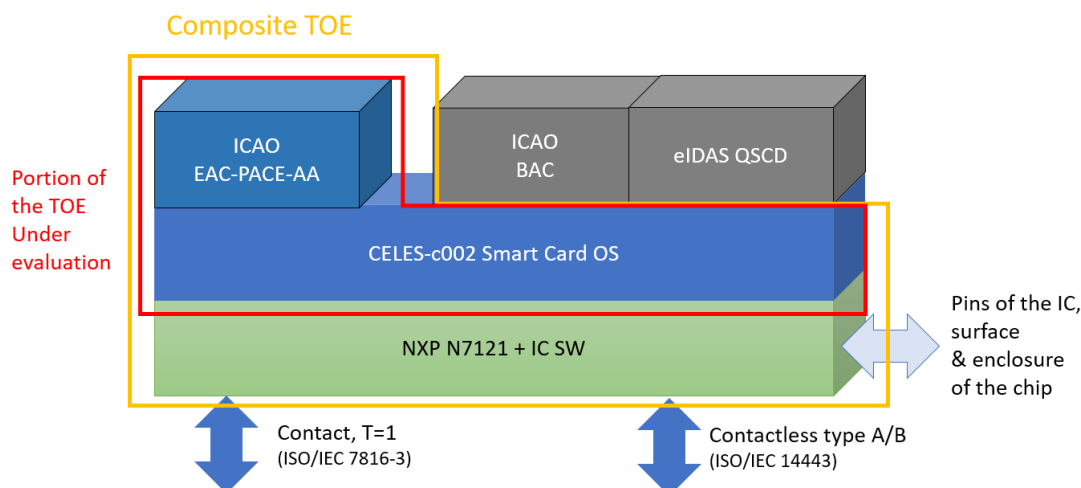 Composite TOE
ICAO
EAC-PACE-AA
ICAO
BAC
eIDAS QSCD
Portion of
the TOE
Under
evaluation
CELES-c002 Smart Card OS
NXP N7121 + IC SW
Pins of the IC,
surface
& enclosure
of the chip
Contact, T=1
(ISO/IEC 7816-3)
Contactless type A/B
(ISO/IEC 14443)